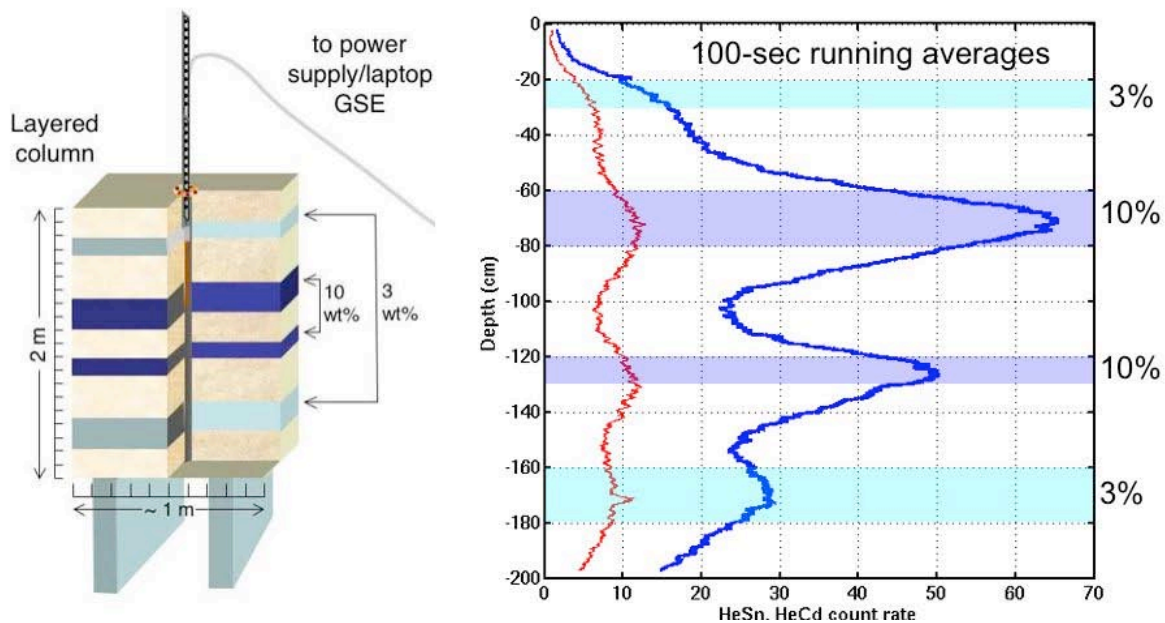 to power
supply/laptop
GSE
Layered
column
2 m
10
wt%
3
wt%
~ 1 m
100-sec running averages
0
-20
-40
-60
-80
-100
-120
-140
-160
-180
-200
Depth (cm)
0 10 20 30 40 50 60 70
HeSn, HeCd count rate
3%
10%
10%
3%